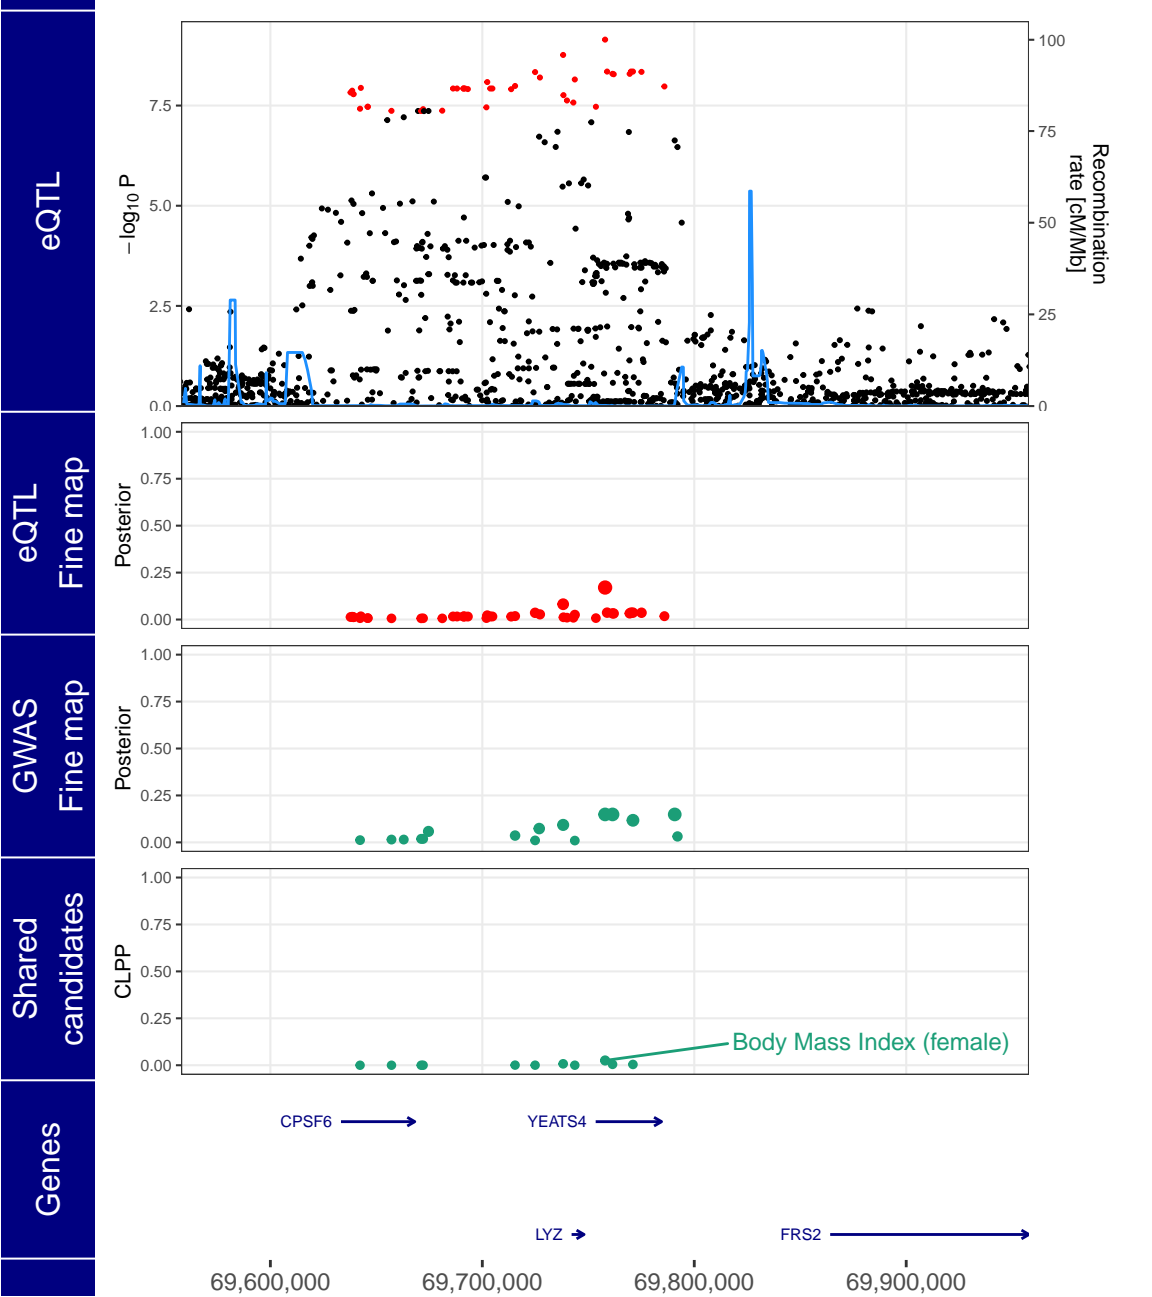 eQTL
−log10 P
7.5
5.0
2.5
0.0
100
75
50
25
0
Recombination
rate [cM/Mb]
eQTL
Fine map
Posterior
1.00
0.75
0.50
0.25
0.00
GWAS
Fine map
Posterior
1.00
0.75
0.50
0.25
0.00
Shared
candidates
CLPP
1.00
0.75
0.50
0.25
0.00
Body Mass Index (female)
Genes
CPSF6
YEATS4
LYZ
FRS2
69,600,000
69,700,000
69,800,000
69,900,000